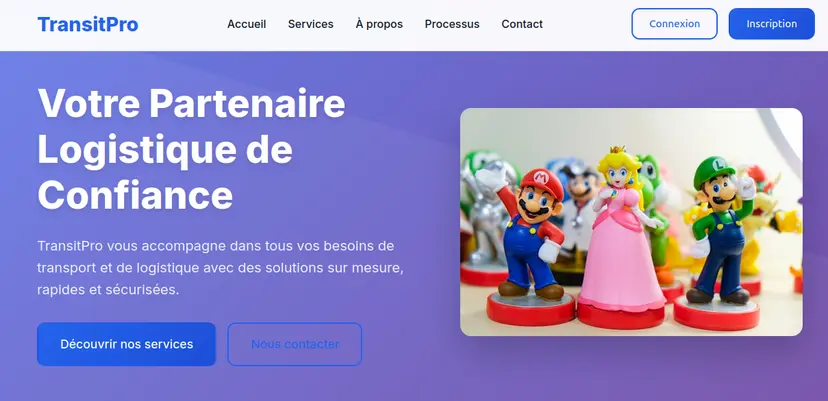 TransitPro
Accueil
Services
À propos
Processus
Contact
Connexion
Inscription
Votre Partenaire
Logistique de
Confiance
TransitPro vous accompagne dans tous vos besoins de
transport et de logistique avec des solutions sur mesure,
rapides et sécurisées.
Découvrir nos services
Nous contacter
M
L